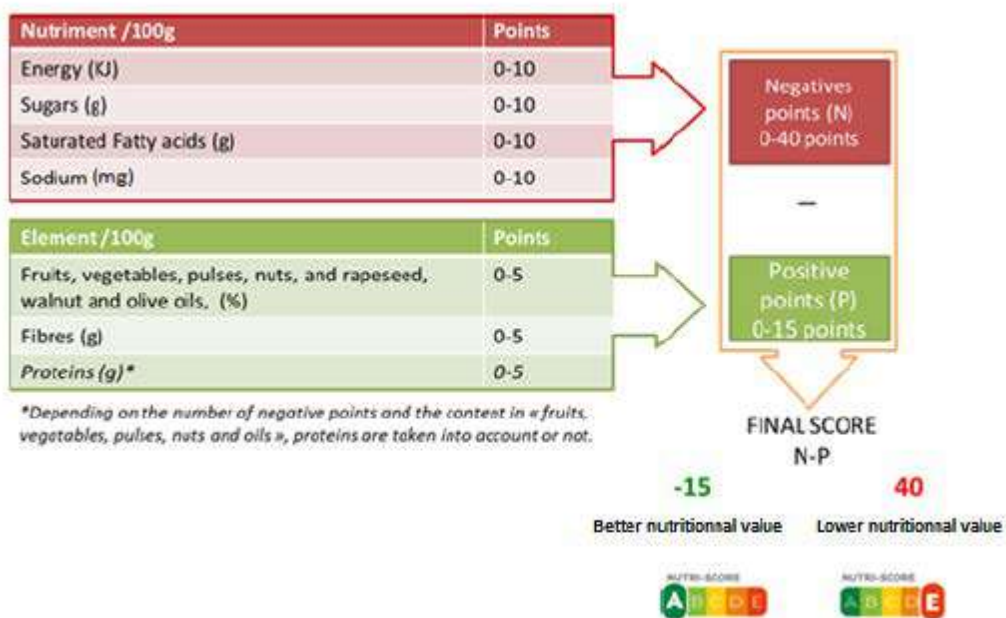 Nutriment /100g Points
Energy (KJ) 0-10
Sugars (g) 0-10
Saturated Fatty acids (g) 0-10
Sodium (mg) 0-10
Negatives
points (N)
0-40 points
–
Element /100g Points
Fruits, vegetables, pulses, nuts, and rapeseed, 0-5
walnut and olive oils, (%)
Fibres (g) 0-5
Proteins (g)* 0-5
Positive
points (P)
0-15 points
*Depending on the number of negative points and the content in « fruits,
vegetables, pulses, nuts and oils », proteins are taken into account or not.
FINAL SCORE
N-P
-15 40
Better nutritionnal value Lower nutritionnal value
NUTRI-SCORE NUTRI-SCORE
A B C D E A B C D E